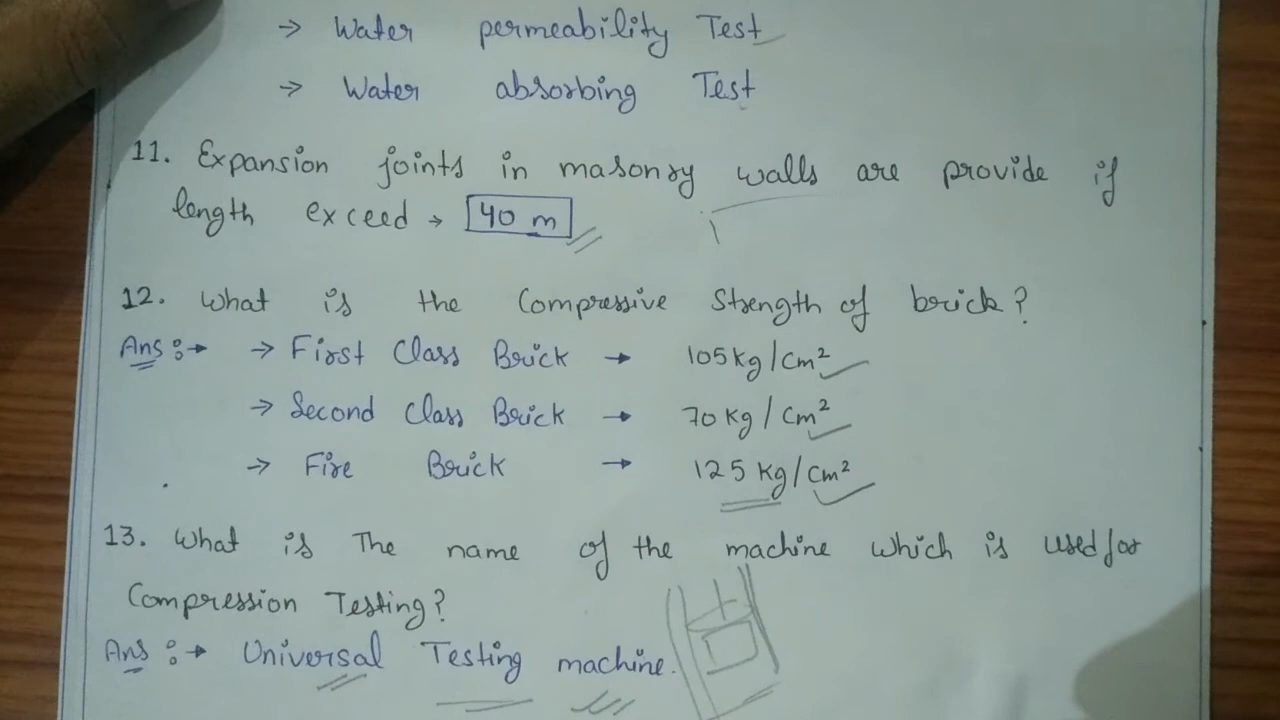 → Water permeability Test
→ Water absorbing Test
11. Expansion joints in masonry walls are provide if
length exceed → 40 m
12. What is the Compressive Strength of brick?
Ans :→ → First Class Brick → 105 kg/cm²
→ Second Class Brick → 70 kg/cm²
→ Fire Brick → 125 kg/cm²
13. What is The name of the machine which is used for
Compression Testing?
Ans :→ Universal Testing machine.